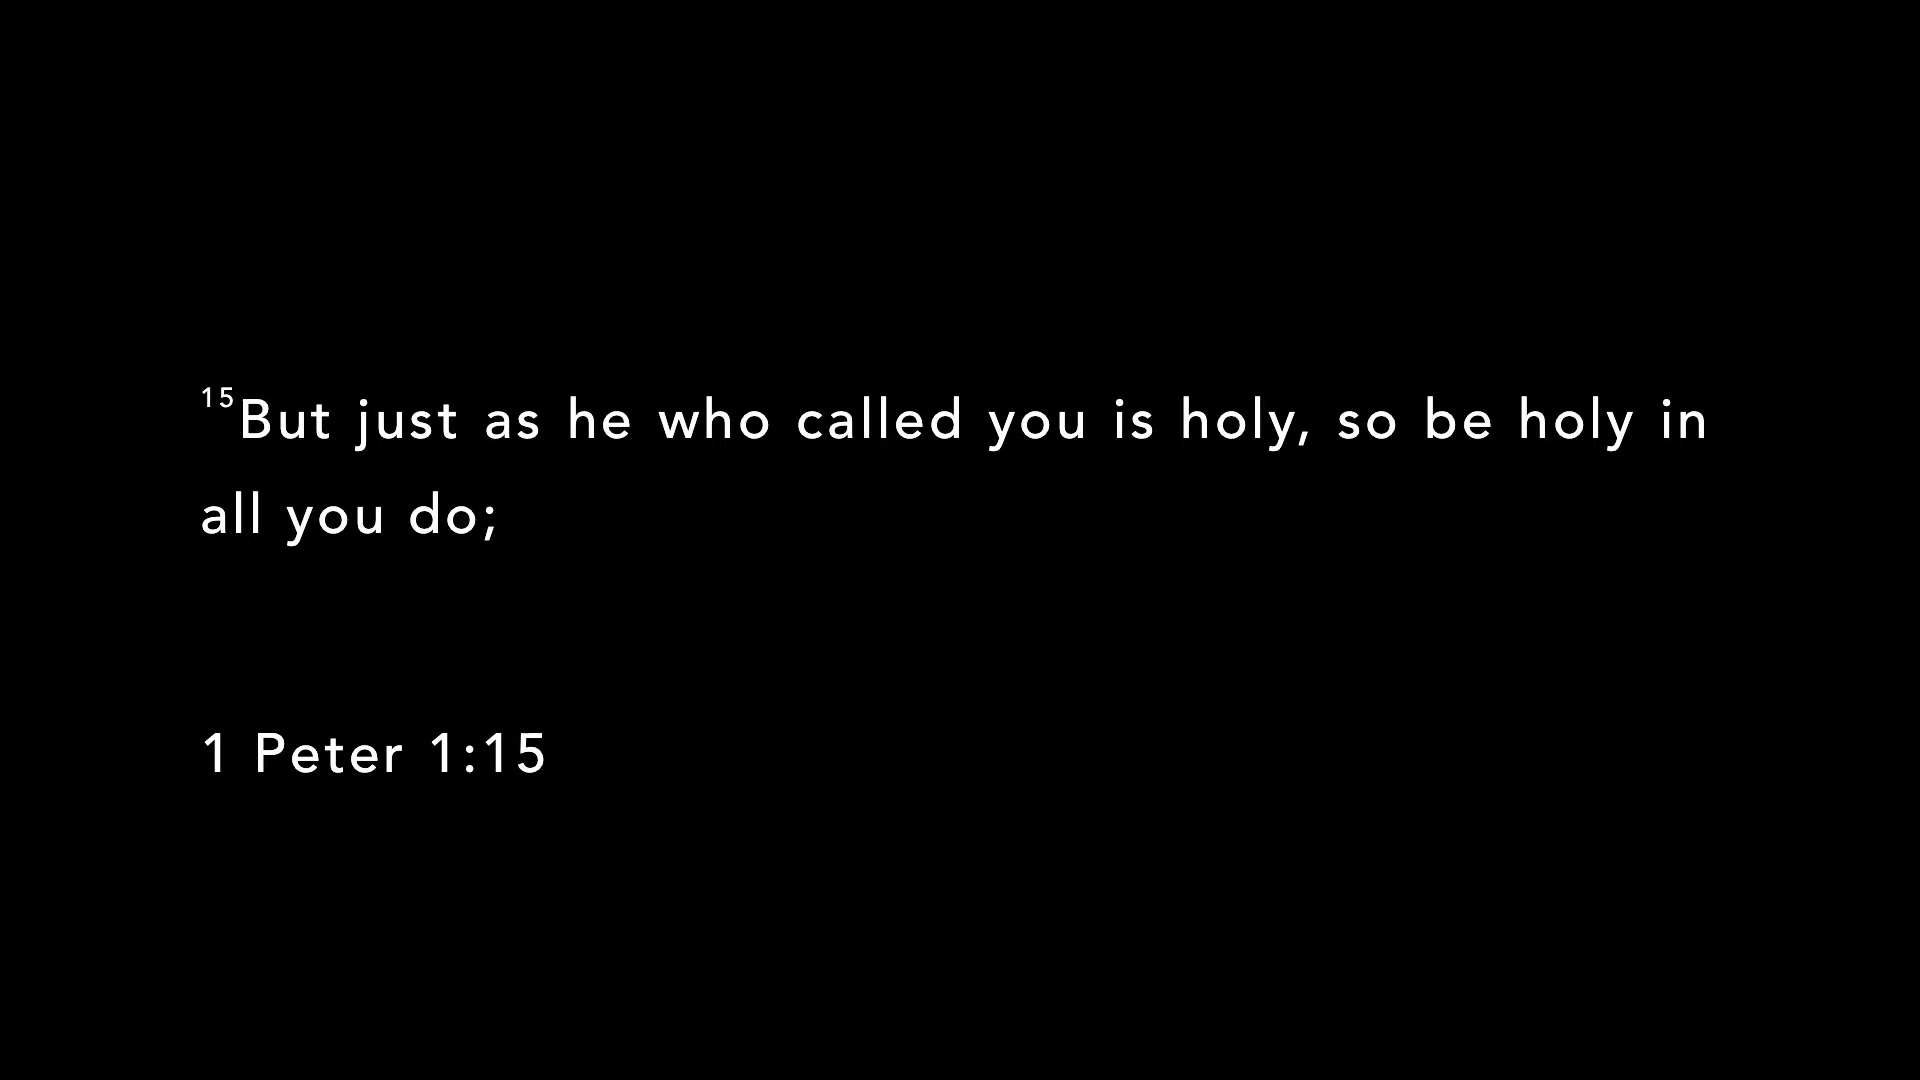 15But just as he who called you is holy, so be holy in
all you do;
1 Peter 1:15